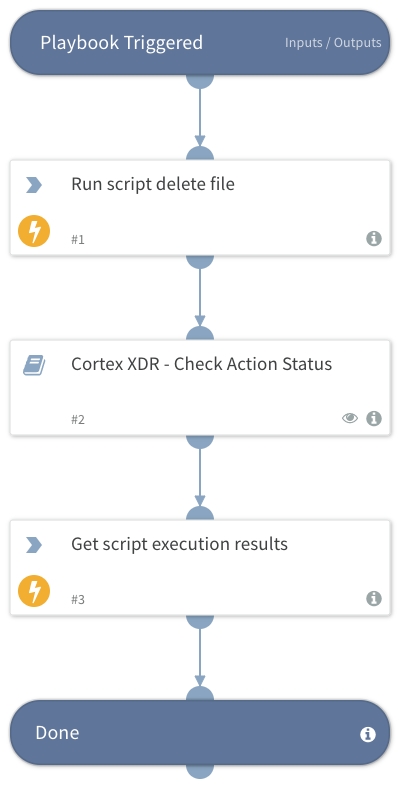 Playbook Triggered Inputs / Outputs
Run script delete file
#1
Cortex XDR - Check Action Status
#2
Get script execution results
#3
Done